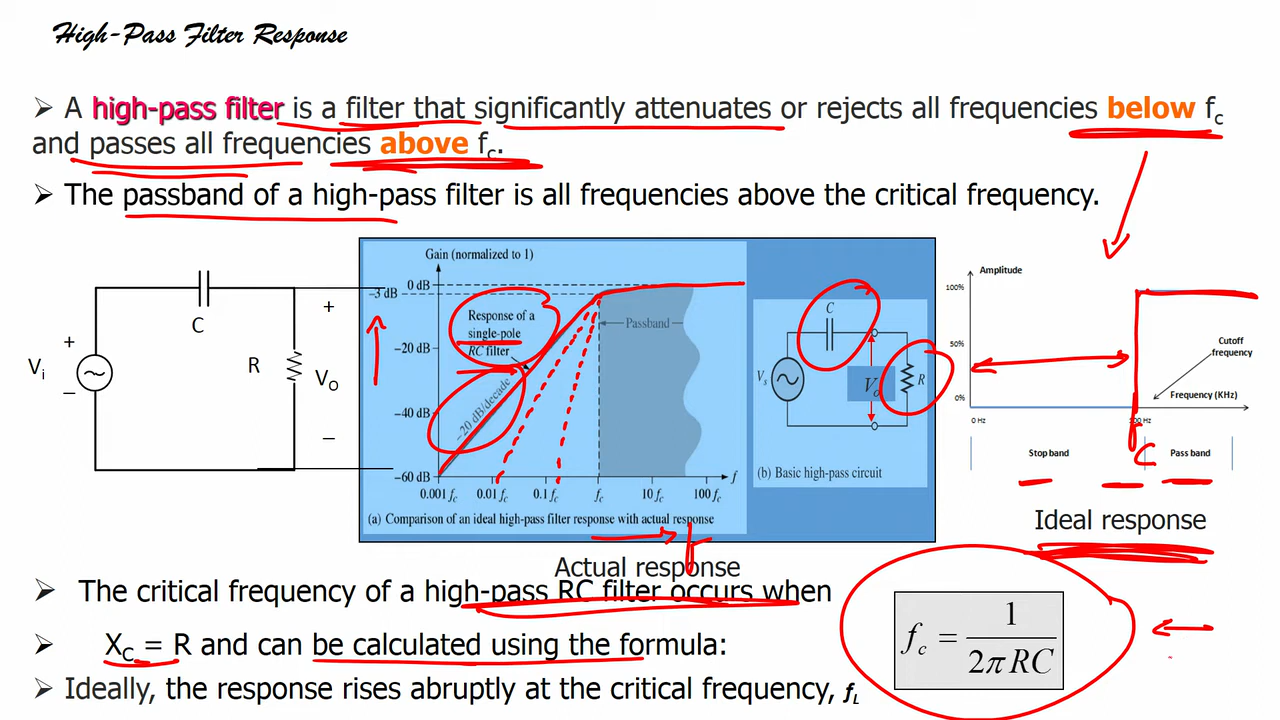 High-Pass Filter Response
➢ A high-pass filter is a filter that significantly attenuates or rejects all frequencies below fc
and passes all frequencies above fc.
➢ The passband of a high-pass filter is all frequencies above the critical frequency.
Vi
+
–
C
R
+
VO
–
Gain (normalized to 1)
0 dB
–3 dB
–20 dB
–40 dB
–60 dB
Response of a
single-pole
RC filter
–20 dB/decade
Passband
0.001 fc 0.01 fc 0.1 fc fc 10 fc 100 fc
f
(a) Comparison of an ideal high-pass filter response with actual response
f
C
Vs
Vo
R
(b) Basic high-pass circuit
Amplitude
100%
50%
0%
Cutoff
frequency
Frequency (KHz)
0 Hz
fc
Stop band
Pass band
Ideal response
Actual response
➢ The critical frequency of a high-pass RC filter occurs when
➢ XC = R and can be calculated using the formula:
fc = 1 / 2πRC
➢ Ideally, the response rises abruptly at the critical frequency, fL